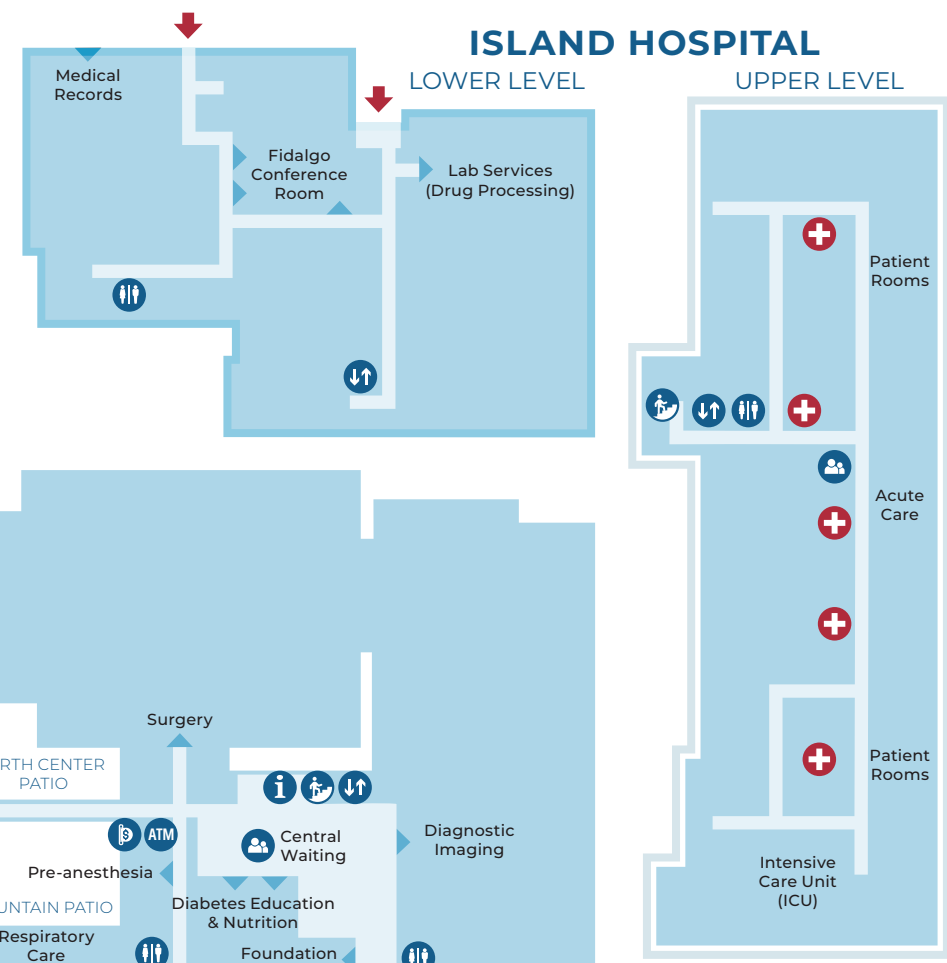 ISLAND HOSPITAL
LOWER LEVEL
UPPER LEVEL
Medical
Records
Fidalgo
Conference
Room
Lab Services
(Drug Processing)
Patient
Rooms
Acute
Care
Patient
Rooms
Intensive
Care Unit
(ICU)
Surgery
RTH CENTER
PATIO
i
$
ATM
Central
Waiting
Diagnostic
Imaging
Pre-anesthesia
Diabetes Education
& Nutrition
UNTAIN PATIO
Respiratory
Care
Foundation